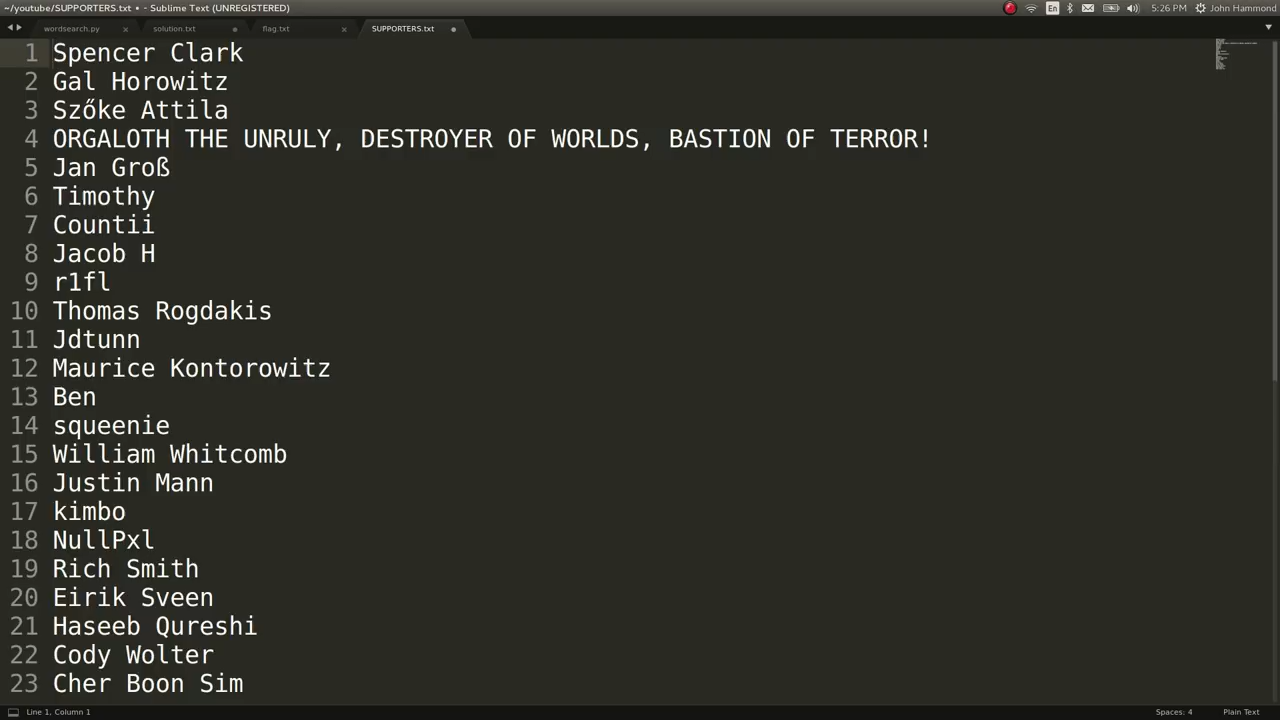 ~/youtube/SUPPORTERS.txt • - Sublime Text (UNREGISTERED)
En
5:26 PM
John Hammond
wordsearch.py
solution.txt
flag.txt
SUPPORTERS.txt
1 Spencer Clark
2 Gal Horowitz
3 Szőke Attila
4 ORGALOTH THE UNRULY, DESTROYER OF WORLDS, BASTION OF TERROR!
5 Jan Groß
6 Timothy
7 Countii
8 Jacob H
9 r1fl
10 Thomas Rogdakis
11 Jdtunn
12 Maurice Kontorowitz
13 Ben
14 squeenie
15 William Whitcomb
16 Justin Mann
17 kimbo
18 NullPxl
19 Rich Smith
20 Eirik Sveen
21 Haseeb Qureshi
22 Cody Wolter
23 Cher Boon Sim
Line 1, Column 1
Spaces: 4
Plain Text